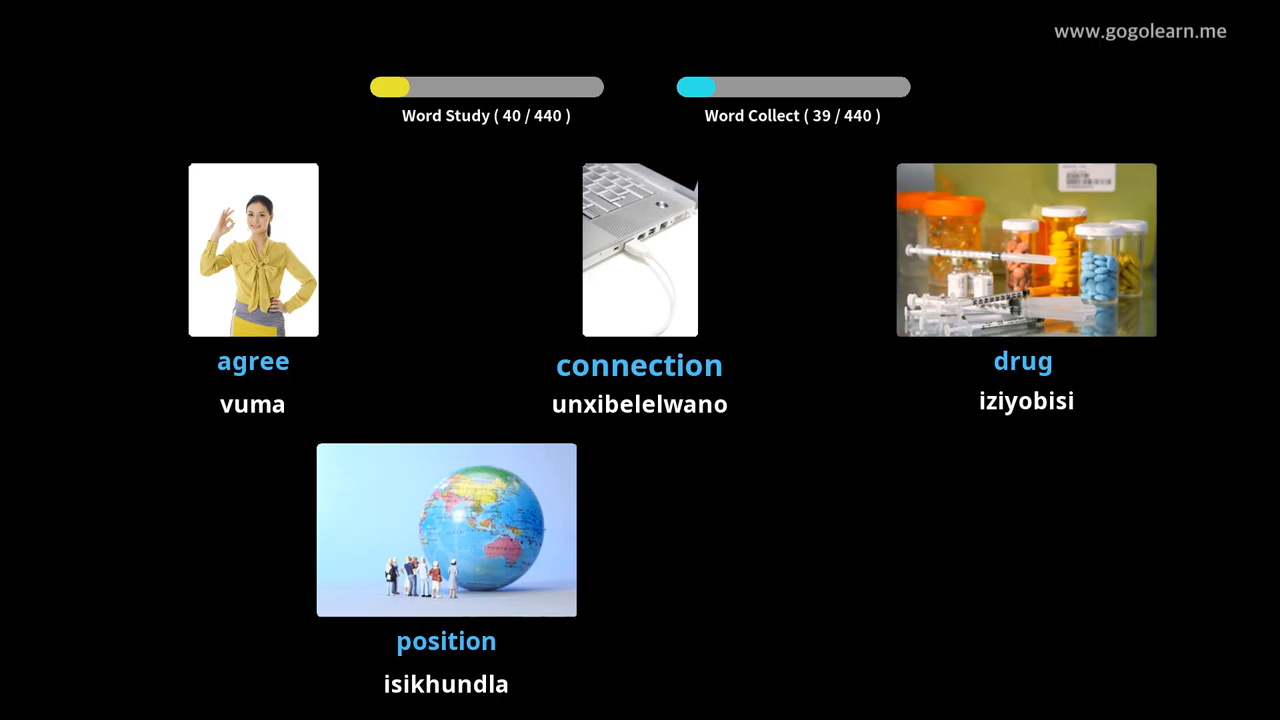 www.gogolearn.me
Word Study ( 40 / 440 )
Word Collect ( 39 / 440 )
agree
vuma
connection
unxibelelwano
drug
iziyobisi
position
isikhundla